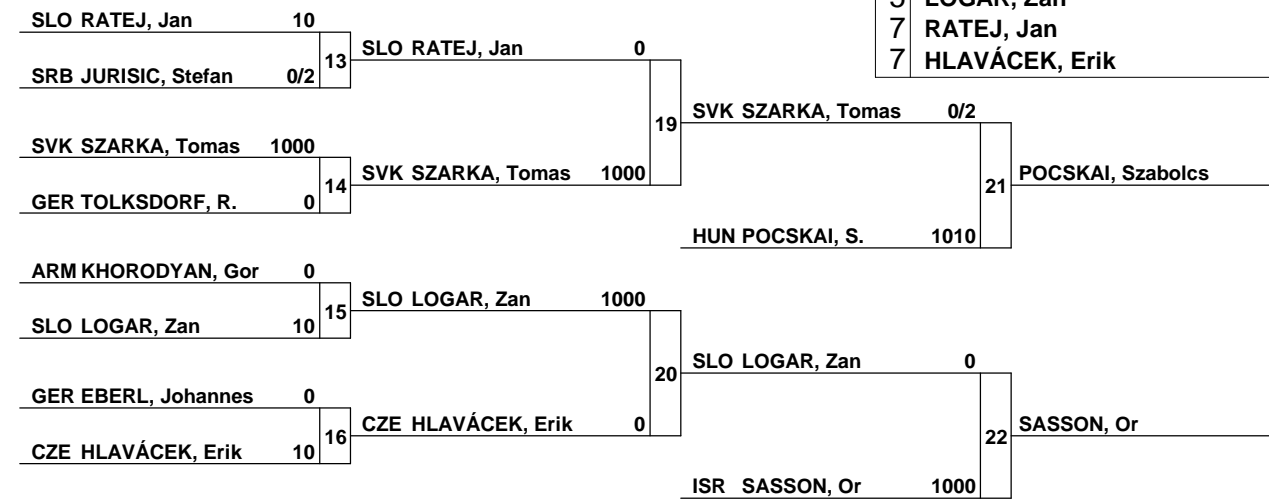 5 LOGAR, Zan
7 RATEJ, Jan
7 HLAVÁCEK, Erik
SLO RATEJ, Jan 10
13
SRB JURISIC, Stefan 0/2
SLO RATEJ, Jan 0
19
SVK SZARKA, Tomas 1000
14
GER TOLKSDORF, R. 0
SVK SZARKA, Tomas 1000
SVK SZARKA, Tomas 0/2
21
HUN POCSKAI, S. 1010
POCSKAI, Szabolcs
ARM KHORODYAN, Gor 0
15
SLO LOGAR, Zan 10
SLO LOGAR, Zan 1000
20
GER EBERL, Johannes 0
16
CZE HLAVÁCEK, Erik 10
CZE HLAVÁCEK, Erik 0
SLO LOGAR, Zan 0
22
ISR SASSON, Or 1000
SASSON, Or